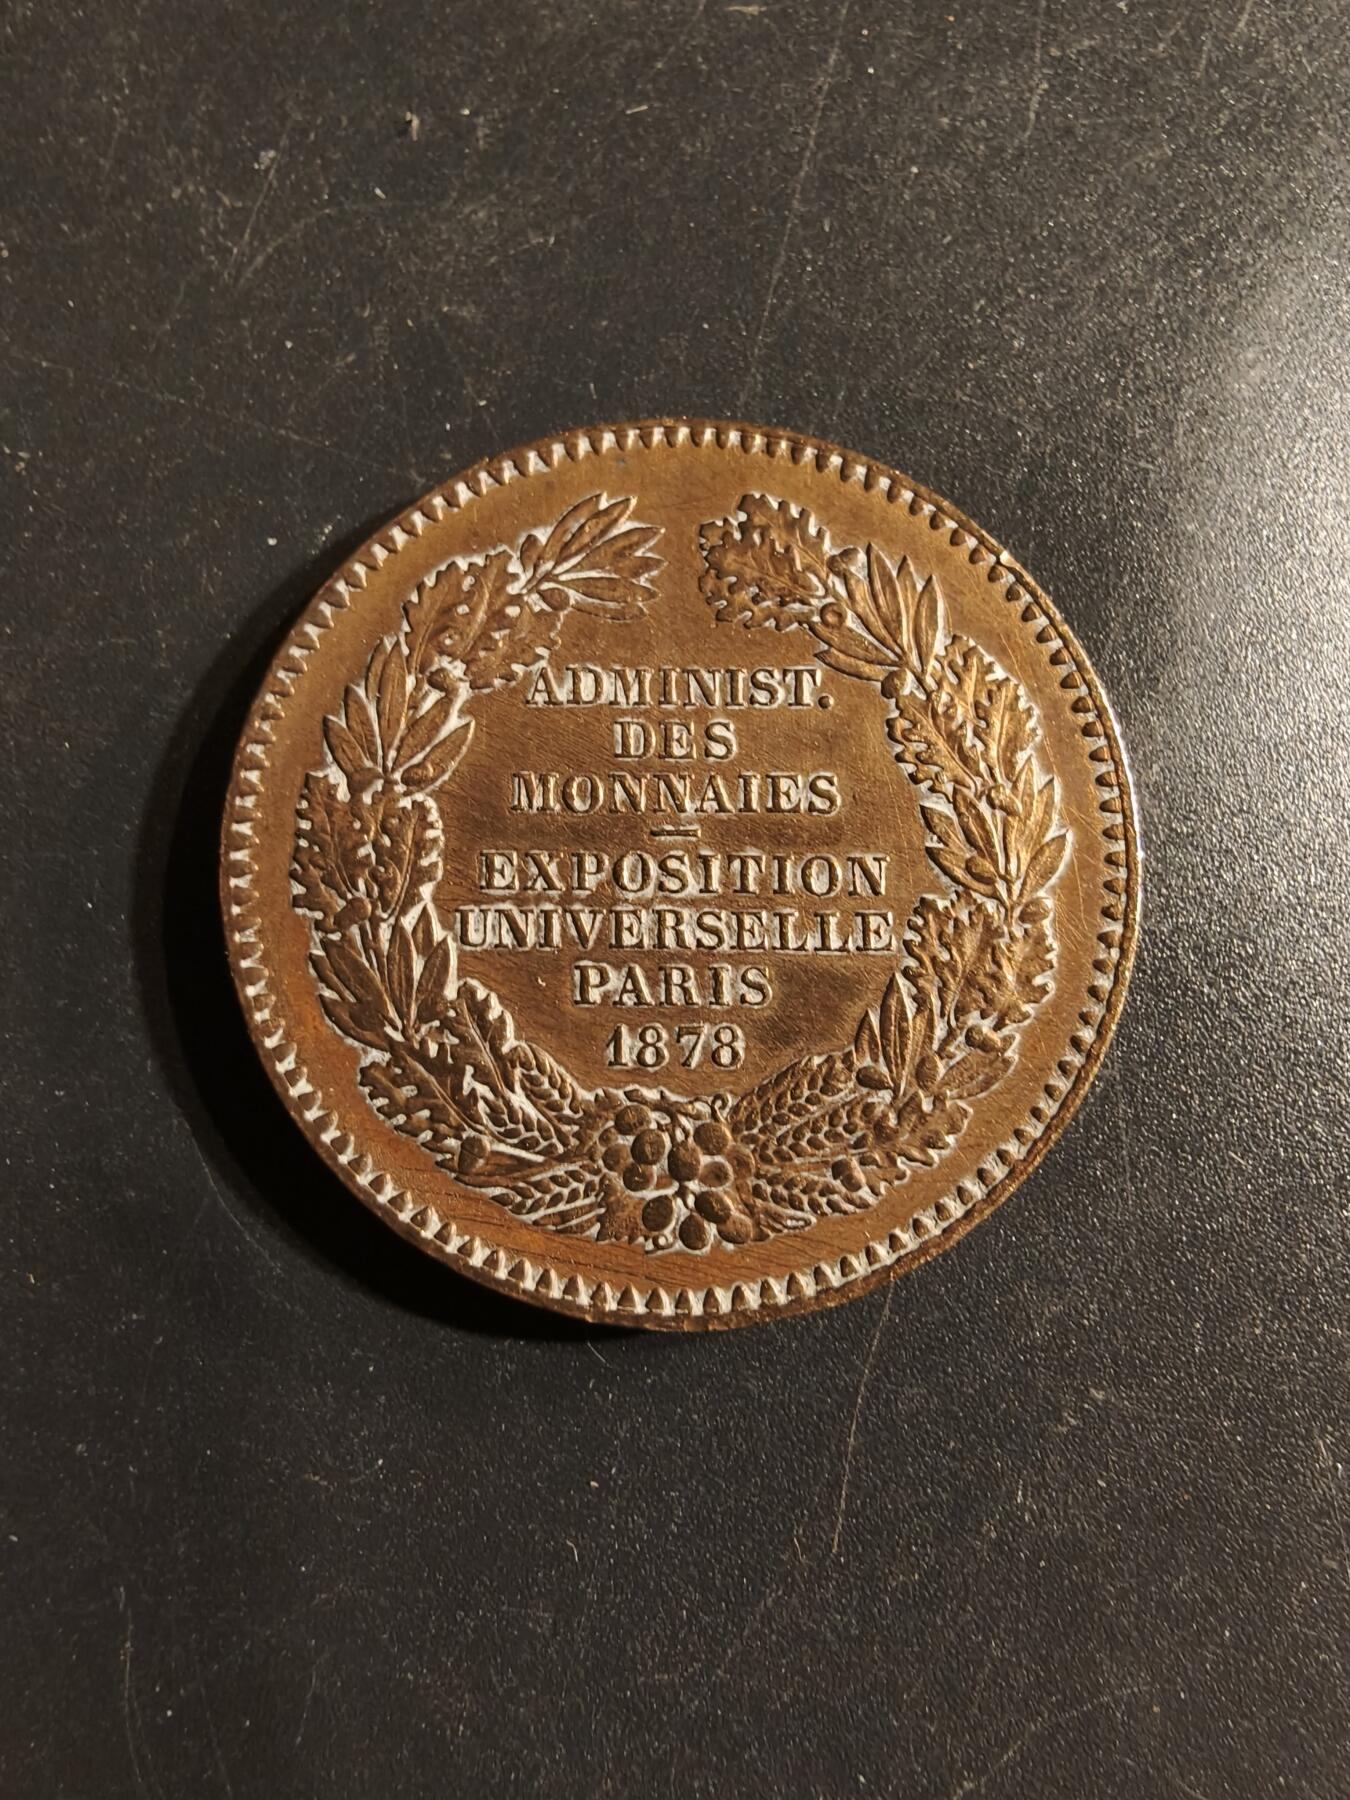 ADMINIST.
DES
MONNAIES
—
EXPOSITION
UNIVERSELLE
PARIS
1878